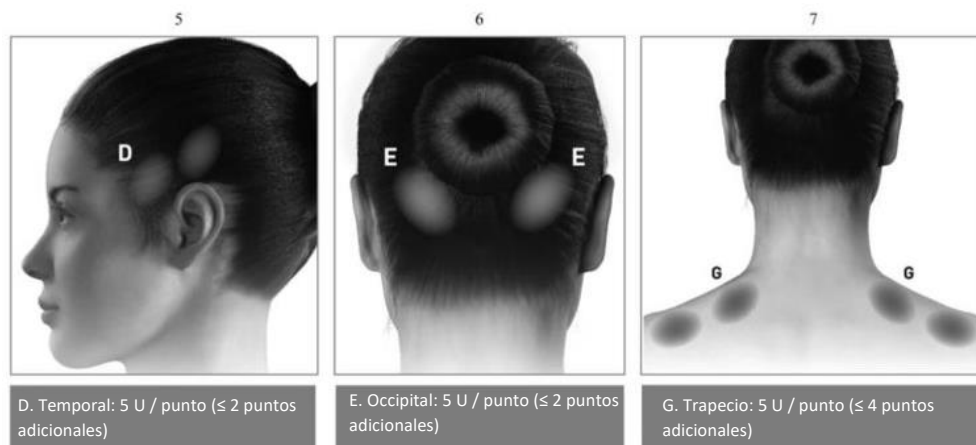 5
6
7
D
E
E
G
G
D. Temporal: 5 U / punto (≤ 2 puntos
adicionales)
E. Occipital: 5 U / punto (≤ 2 puntos
adicionales)
G. Trapecio: 5 U / punto (≤ 4 puntos
adicionales)